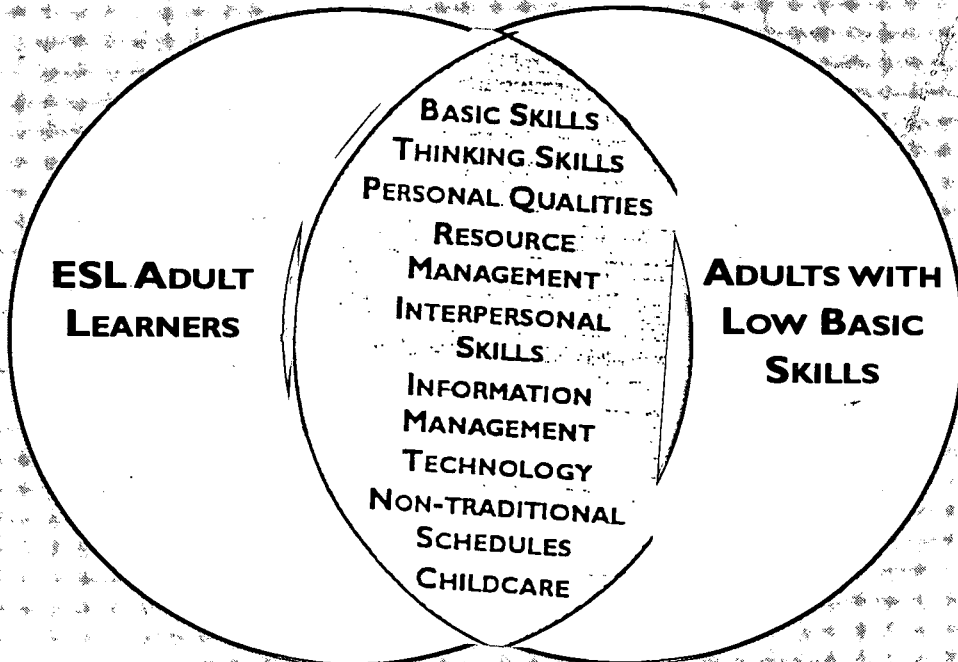 BASIC SKILLS
THINKING SKILLS
PERSONAL QUALITIES
RESOURCE
MANAGEMENT
INTERPERSONAL
SKILLS
INFORMATION
MANAGEMENT
TECHNOLOGY
NON-TRADITIONAL
SCHEDULES
CHILDCARE
ESL ADULT
LEARNERS
ADULTS WITH
LOW BASIC
SKILLS